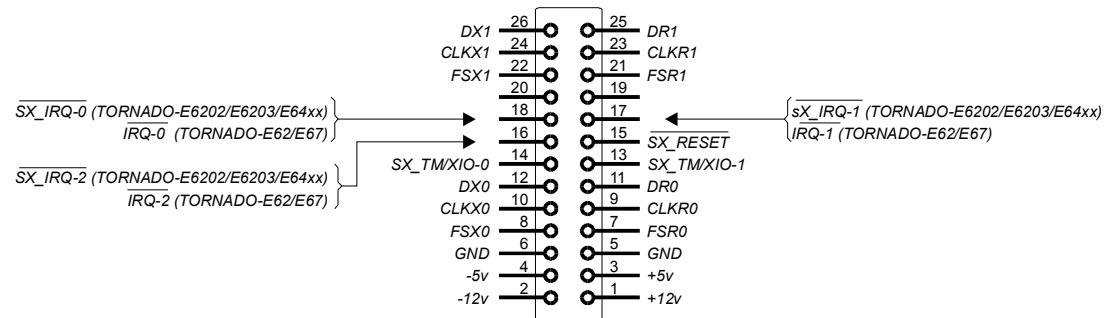 DX1 26 25 DR1
CLKX1 24 23 CLKR1
FSX1 22 21 FSR1
20 19
SX_IRQ-0 (TORNADO-E6202/E6203/E64xx) 18 17 sX_IRQ-1 (TORNADO-E6202/E6203/E64xx)
IRQ-0 (TORNADO-E62/E67) IRQ-1 (TORNADO-E62/E67)
16 15 SX_RESET
SX_IRQ-2 (TORNADO-E6202/E6203/E64xx) SX_TM/XIO-0 14 13 SX_TM/XIO-1
IRQ-2 (TORNADO-E62/E67) DX0 12 11 DR0
CLKX0 10 9 CLKR0
FSX0 8 7 FSR0
GND 6 5 GND
-5v 4 3 +5v
-12v 2 1 +12v